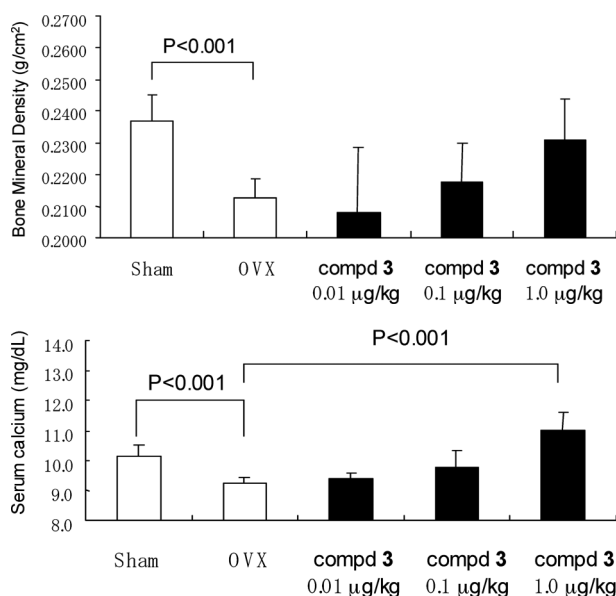 Bone Mineral Density (g/cm²)
0.2700
0.2600
0.2500
0.2400
0.2300
0.2200
0.2100
0.2000
P<0.001
Sham
OVX
compd 3
0.01 µg/kg
compd 3
0.1 µg/kg
compd 3
1.0 µg/kg
Serum calcium (mg/dL)
14.0
13.0
12.0
11.0
10.0
9.0
8.0
P<0.001
P<0.001
Sham
OVX
compd 3
0.01 µg/kg
compd 3
0.1 µg/kg
compd 3
1.0 µg/kg